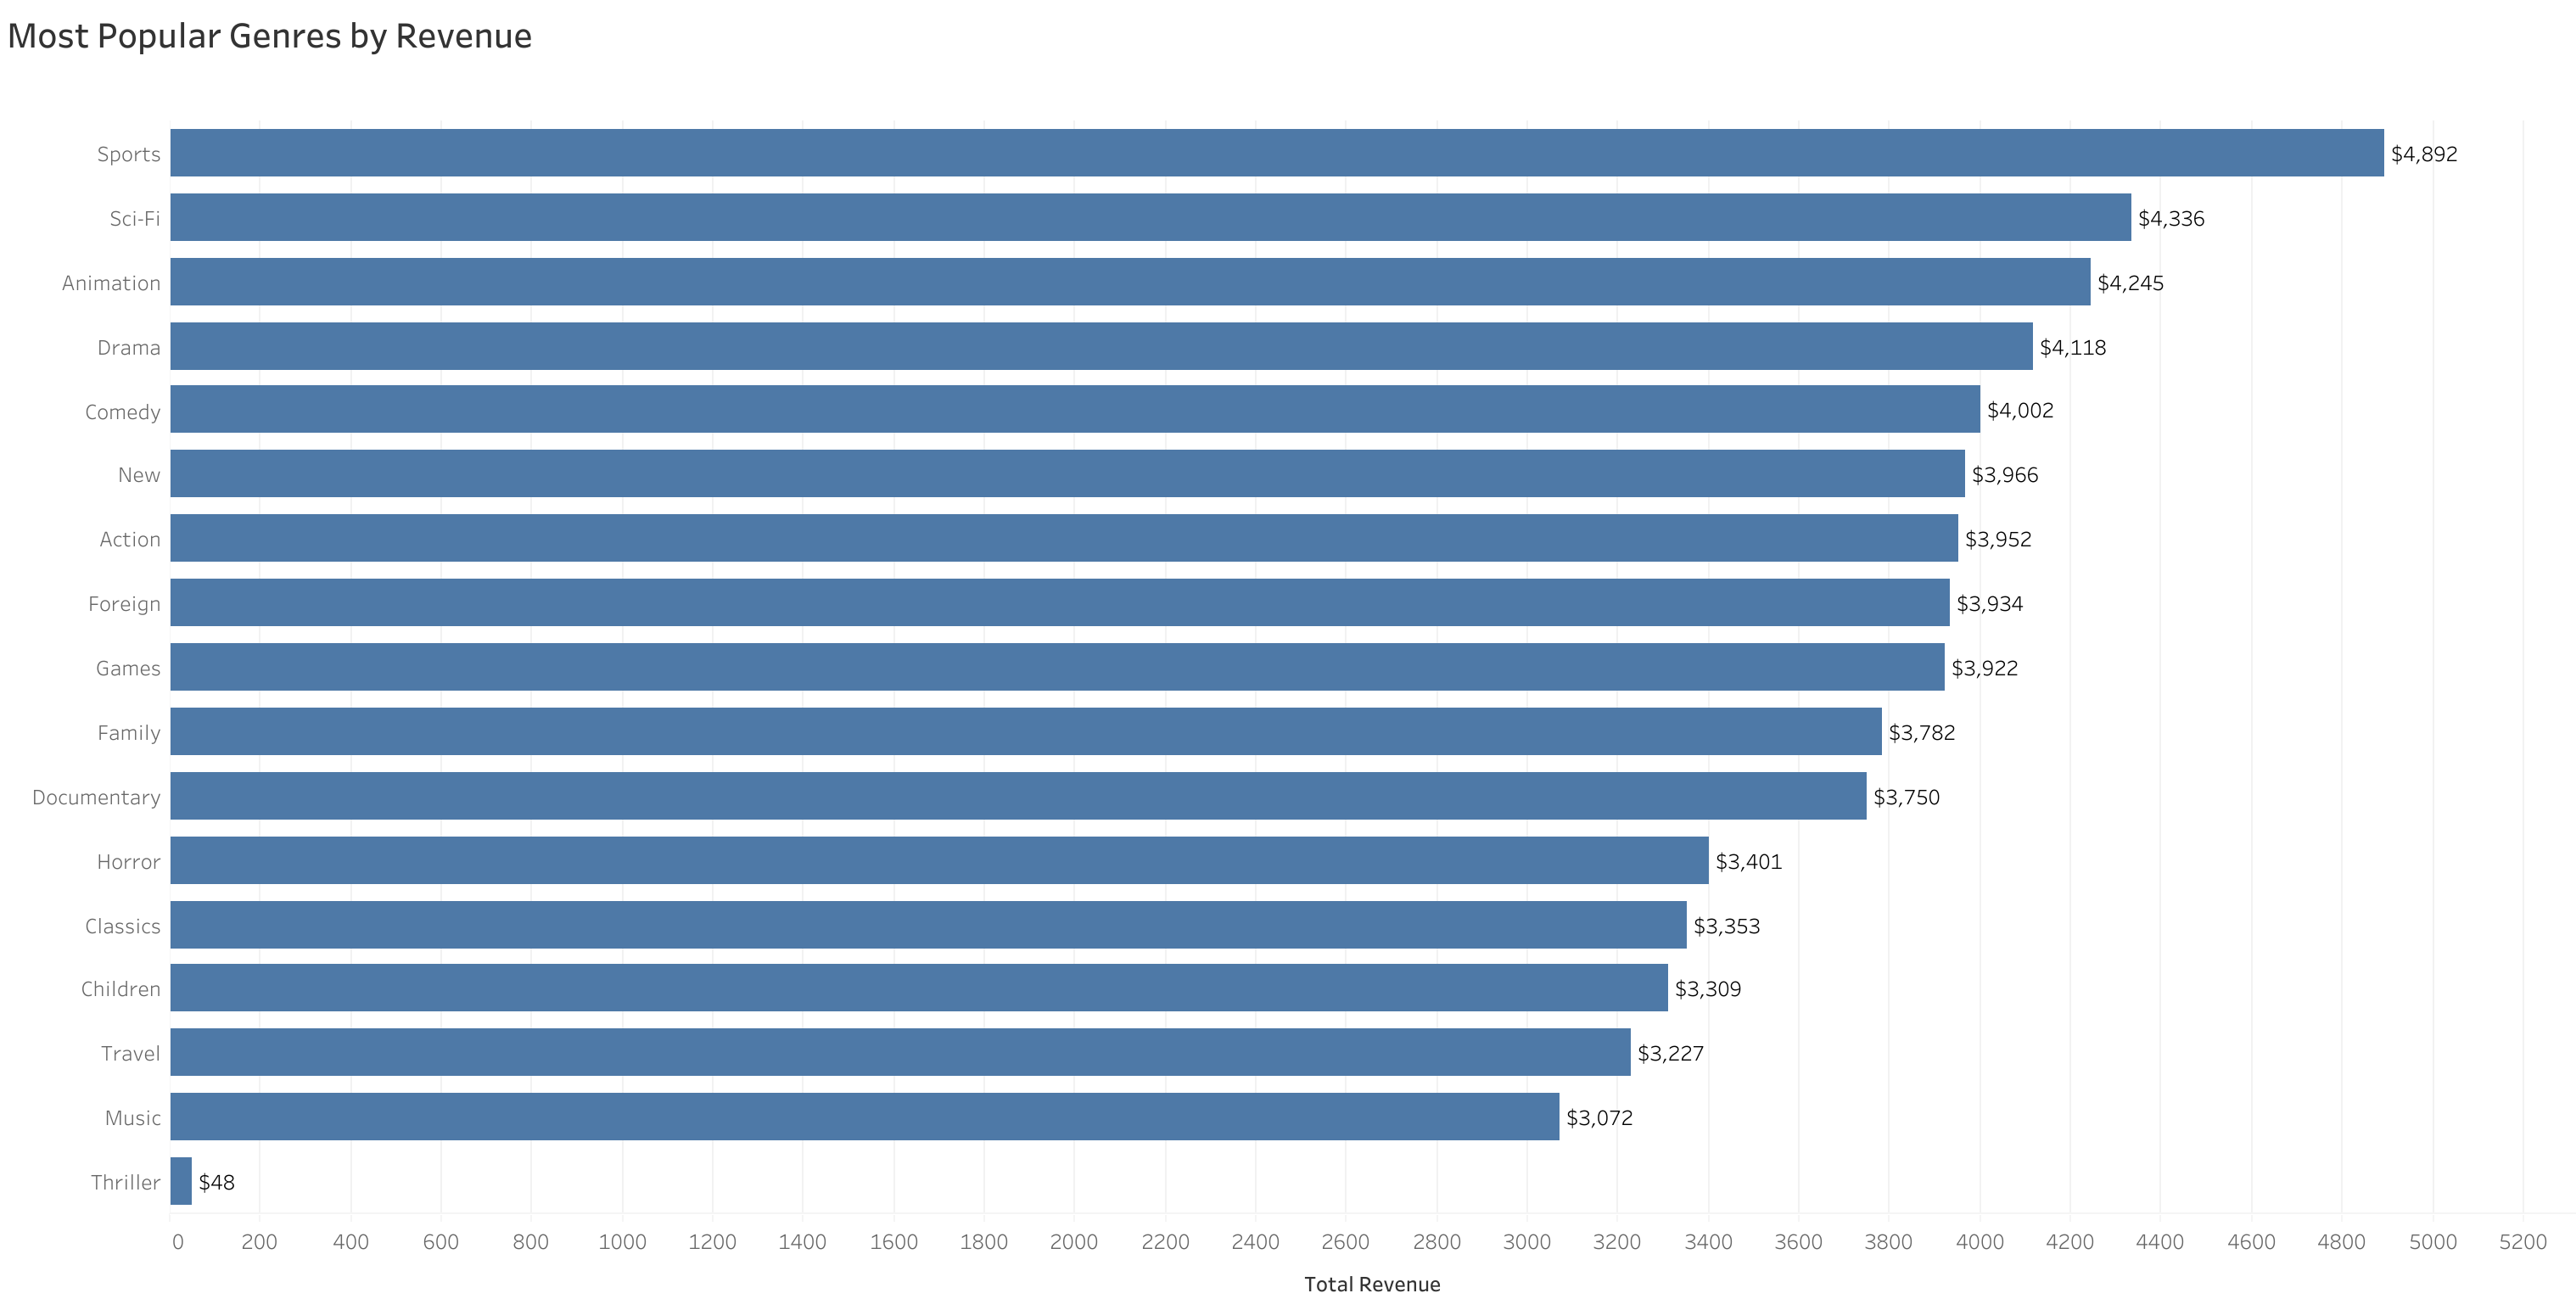 Most Popular Genres by Revenue
Sports $4,892
Sci-Fi $4,336
Animation $4,245
Drama $4,118
Comedy $4,002
New $3,966
Action $3,952
Foreign $3,934
Games $3,922
Family $3,782
Documentary $3,750
Horror $3,401
Classics $3,353
Children $3,309
Travel $3,227
Music $3,072
Thriller $48
0 200 400 600 800 1000 1200 1400 1600 1800 2000 2200 2400 2600 2800 3000 3200 3400 3600 3800 4000 4200 4400 4600 4800 5000 5200
Total Revenue